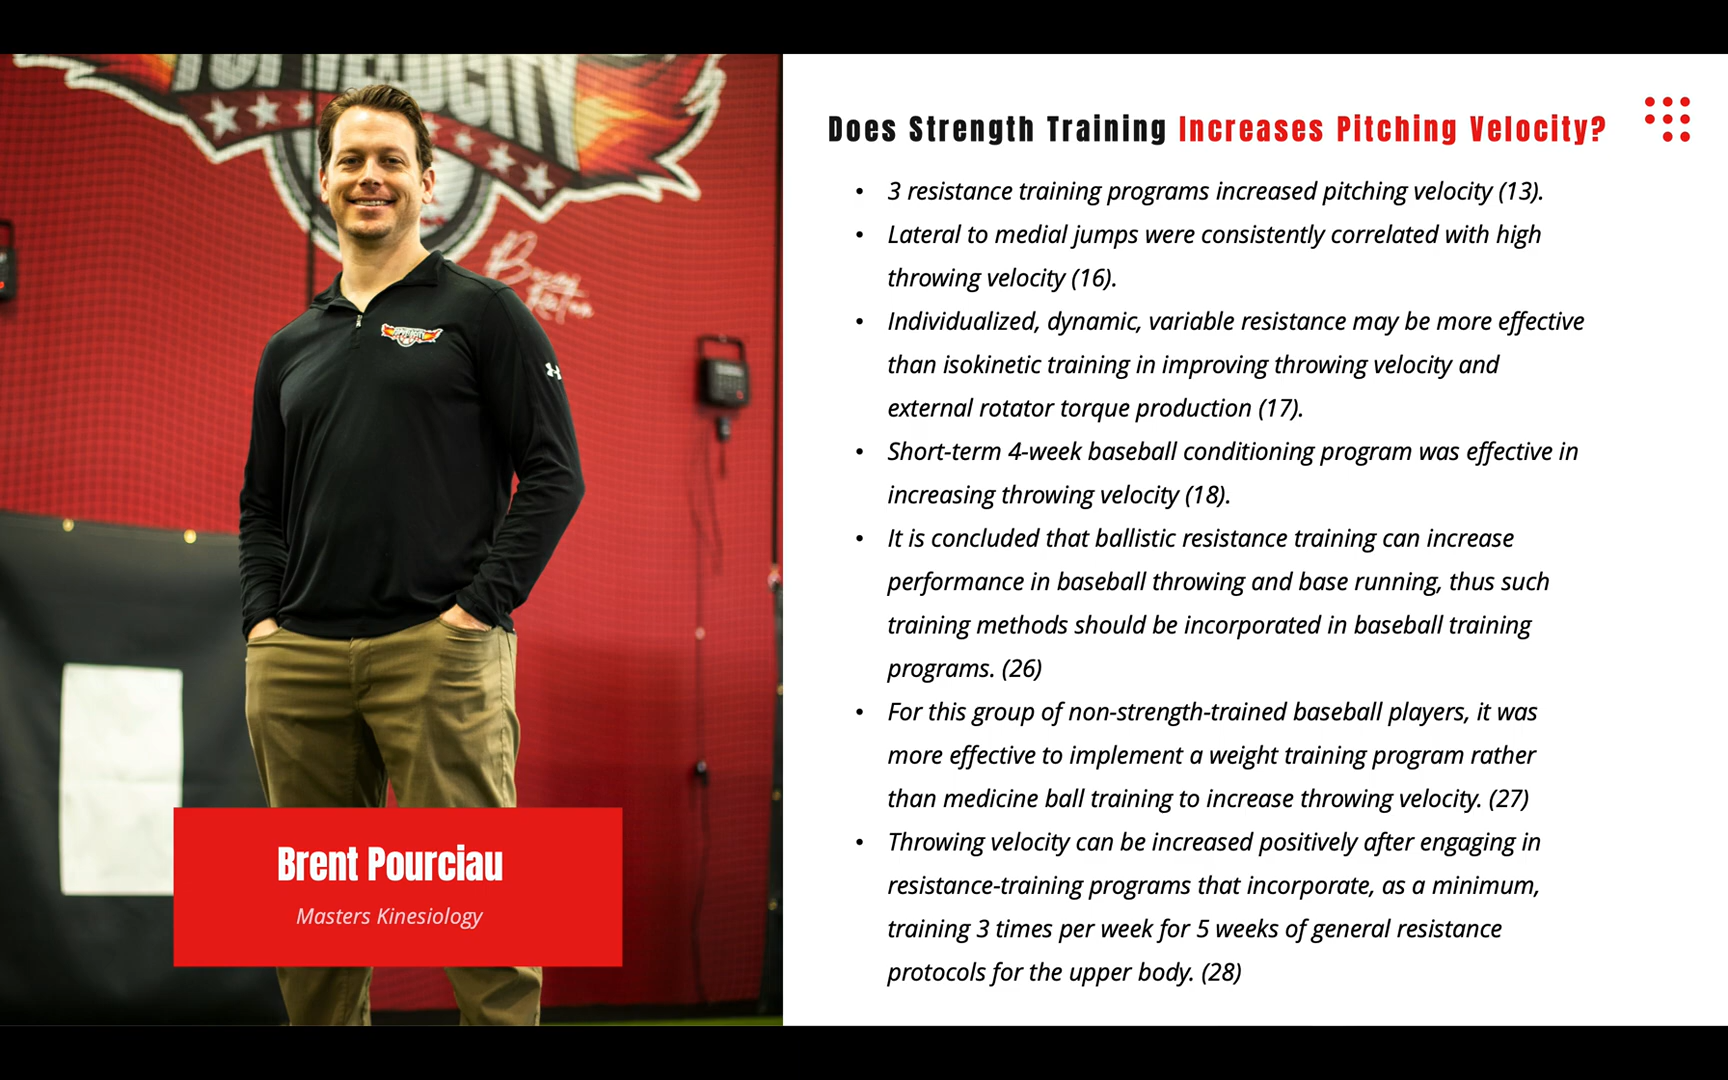 TOPVELOCITY
Does Strength Training Increases Pitching Velocity?
• 3 resistance training programs increased pitching velocity (13).
• Lateral to medial jumps were consistently correlated with high
throwing velocity (16).
• Individualized, dynamic, variable resistance may be more effective
than isokinetic training in improving throwing velocity and
external rotator torque production (17).
• Short-term 4-week baseball conditioning program was effective in
increasing throwing velocity (18).
• It is concluded that ballistic resistance training can increase
performance in baseball throwing and base running, thus such
training methods should be incorporated in baseball training
programs. (26)
• For this group of non-strength-trained baseball players, it was
more effective to implement a weight training program rather
than medicine ball training to increase throwing velocity. (27)
• Throwing velocity can be increased positively after engaging in
resistance-training programs that incorporate, as a minimum,
training 3 times per week for 5 weeks of general resistance
protocols for the upper body. (28)
Brent Pourciau
Masters Kinesiology